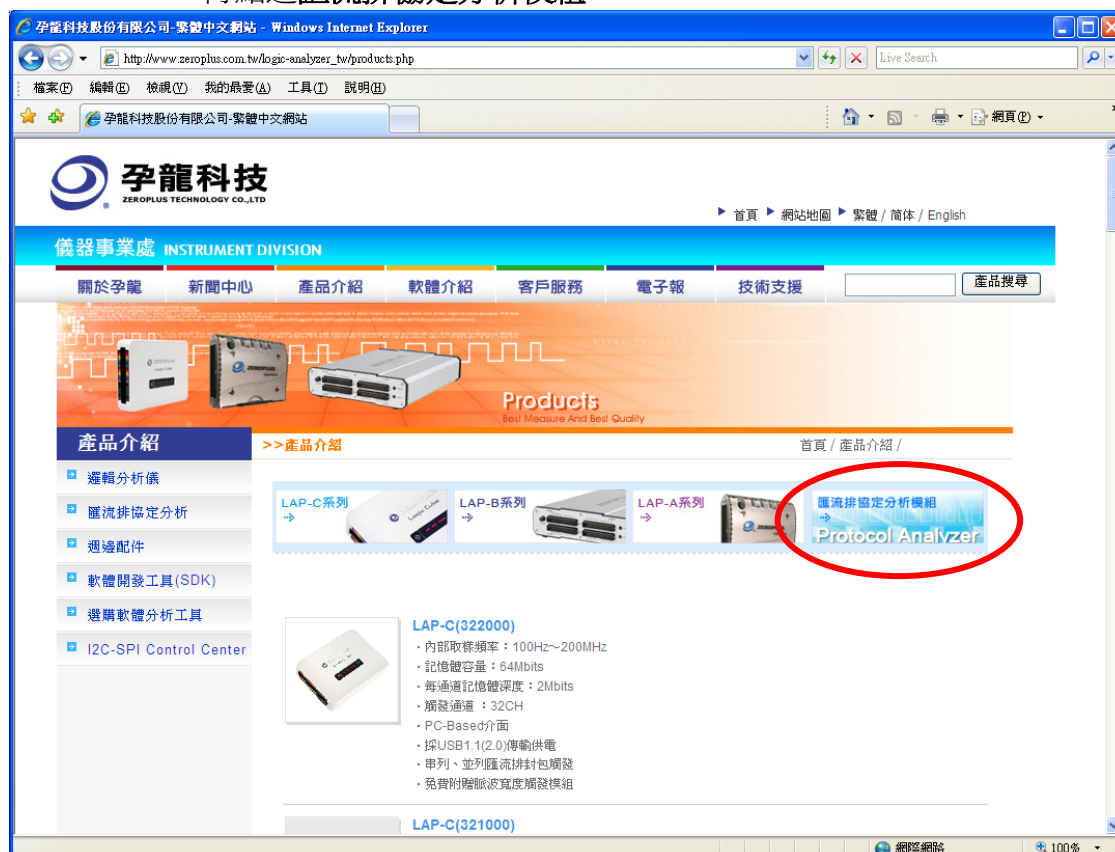 再點選匯流排協定分析模組
孕龍科技股份有限公司-繁體中文網站 - Windows Internet Explorer
http://www.zeroplus.com.tw/logic-analyzer_tw/products.php
Live Search
檔案(F) 編輯(E) 檢視(V) 我的最愛(A) 工具(T) 說明(H)
孕龍科技股份有限公司-繁體中文網站
網頁(P)
孕龍科技
ZEROPLUS TECHNOLOGY CO.,LTD
首頁 網站地圖 繁體 / 简体 / English
儀器事業處 INSTRUMENT DIVISION
關於孕龍 新聞中心 產品介紹 軟體介紹 客戶服務 電子報 技術支援 產品搜尋
Products
Best Measure And Best Quality
產品介紹
>>產品介紹
首頁 / 產品介紹 /
邏輯分析儀
匯流排協定分析
週邊配件
軟體開發工具(SDK)
選購軟體分析工具
I2C-SPI Control Center
LAP-C系列
LAP-B系列
LAP-A系列
匯流排協定分析模組
Protocol Analyzer
LAP-C(322000)
‧內部取樣頻率：100Hz～200MHz
‧記憶體容量：64Mbits
‧每通道記憶體深度：2Mbits
‧觸發通道 ：32CH
‧PC-Based介面
‧採USB1.1(2.0)傳輸供電
‧串列、並列匯流排封包觸發
‧免費附贈脈波寬度觸發模組
LAP-C(321000)
網際網路
100%